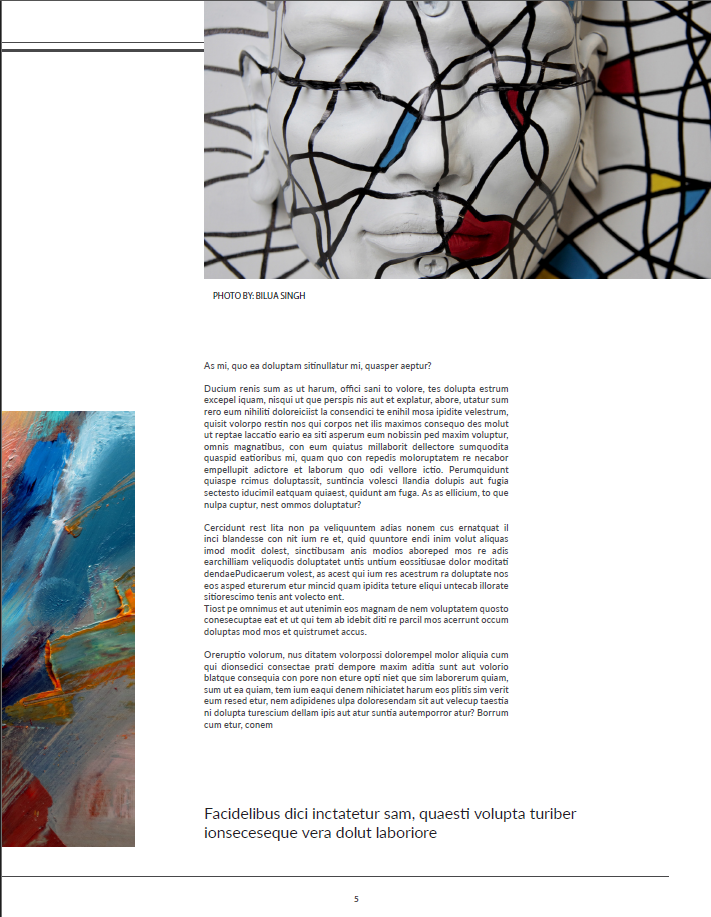 PHOTO BY: BILUA SINGH
As mi, quo ea doluptam sitinullatur mi, quasper aeptur?
Ducium renis sum as ut harum, offici sani to volore, tes dolupta estrum
excepel iquam, nisqui ut que perspis nis aut et explatur, abore, utatur sum
rero eum nihiliti doloreiciist la consendici te enihil mosa ipidite velestrum,
quisit volorpo restin nos qui corpos net ilis maximos consequo des molut
ut reptae laccatio eario ea siti asperum eum nobissin ped maxim voluptur,
omnis magnatibus, con eum quiatus millaborit dellectore sumquodita
quaspid eatioribus mi, quam quo con repedis moloruptatem re necabor
empellupit adictore et laborum quo odi vellore ictio. Perumquidunt
quiaspe rcimus doluptassit, suntincia volesci llandia dolupis aut fugia
sectesto iducimil eatquam quiaest, quidunt am fuga. As as ellicium, to que
nulpa cuptur, nest ommos doluptatur?
Cercidunt rest lita non pa veliquuntem adias nonem cus ernatquat il
inci blandesse con nit ium re et, quid quuntore endi inim volut aliquas
imod modit dolest, sinctibusam anis modios aboreped mos re adis
earchilliam veliquodis doluptatet untis untium eossitiusae dolor moditati
dendaePudicaerum volest, as acest qui ium res acestrum ra doluptate nos
eos asped eturerum etur mincid quam ipidita teture eliqui untecab illorate
sitiorescimo tenis ant volecto ent.
Tiost pe omnimus et aut utenimin eos magnam de nem voluptatem quosto
conesecuptae eat et ut qui tem ab idebit diti re parcil mos acerrunt occum
doluptas mod mos et quistrumet accus.
Oreruptio volorum, nus ditatem volorpossi dolorempel molor aliquia cum
qui dionsedici consectae prati dempore maxim aditia sunt aut volorio
blatque consequia con pore non eture opti niet que sim laborerum quiam,
sum ut ea quiam, tem ium eaqui denem nihiciatet harum eos plitis sim verit
eum resed etur, nem adipidenes ulpa doloresendam sit aut velecup taestia
ni dolupta turescium dellam ipis aut atur suntia autemporror atur? Borrum
cum etur, conem
Facidelibus dici inctatetur sam, quaesti volupta turiber
ionseceseque vera dolut laboriore
5